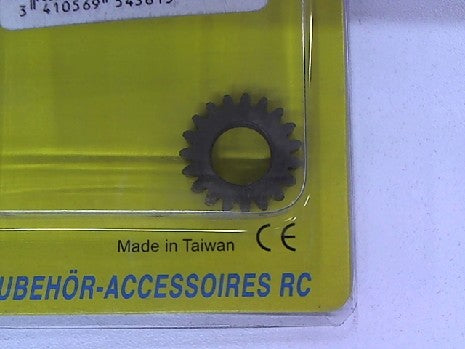 Made in Taiwan CE
UBEHÖR-ACCESSOIRES RC